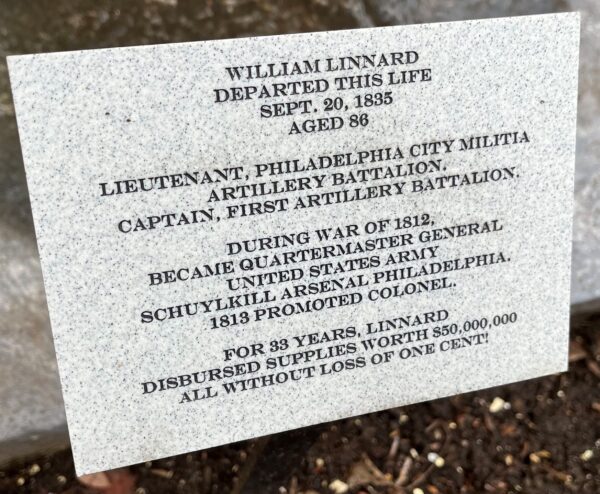 WILLIAM LINNARD
DEPARTED THIS LIFE
SEPT. 20, 1835
AGED 86
LIEUTENANT, PHILADELPHIA CITY MILITIA
ARTILLERY BATTALION.
CAPTAIN, FIRST ARTILLERY BATTALION.
DURING WAR OF 1812,
BECAME QUARTERMASTER GENERAL
UNITED STATES ARMY
SCHUYLKILL ARSENAL PHILADELPHIA.
1813 PROMOTED COLONEL.
FOR 33 YEARS, LINNARD
DISBURSED SUPPLIES WORTH $50,000,000
ALL WITHOUT LOSS OF ONE CENT!